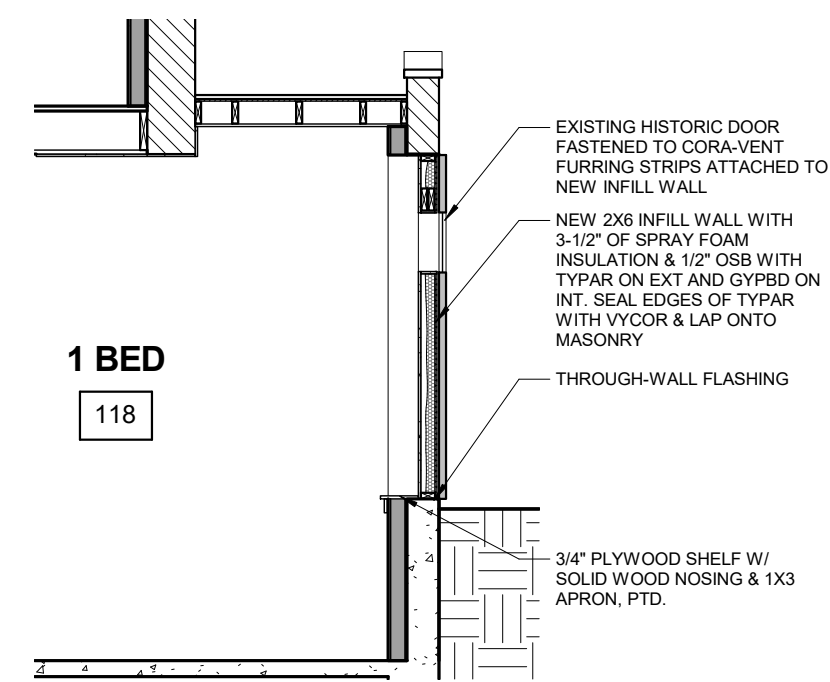 EXISTING HISTORIC DOOR
FASTENED TO CORA-VENT
FURRING STRIPS ATTACHED TO
NEW INFILL WALL
NEW 2X6 INFILL WALL WITH
3-1/2" OF SPRAY FOAM
INSULATION & 1/2" OSB WITH
TYPAR ON EXT AND GYPBD ON
INT. SEAL EDGES OF TYPAR
WITH VYCOR & LAP ONTO
MASONRY
1 BED
118
THROUGH-WALL FLASHING
3/4" PLYWOOD SHELF W/
SOLID WOOD NOSING & 1X3
APRON, PTD.